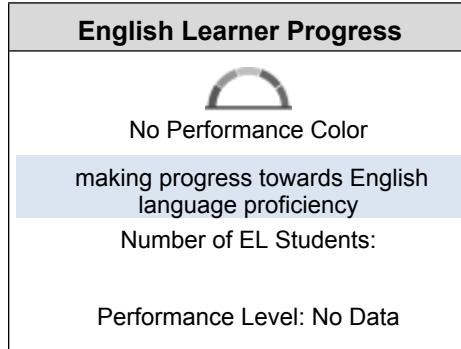 English Learner Progress
No Performance Color
making progress towards English
language proficiency
Number of EL Students:
Performance Level: No Data